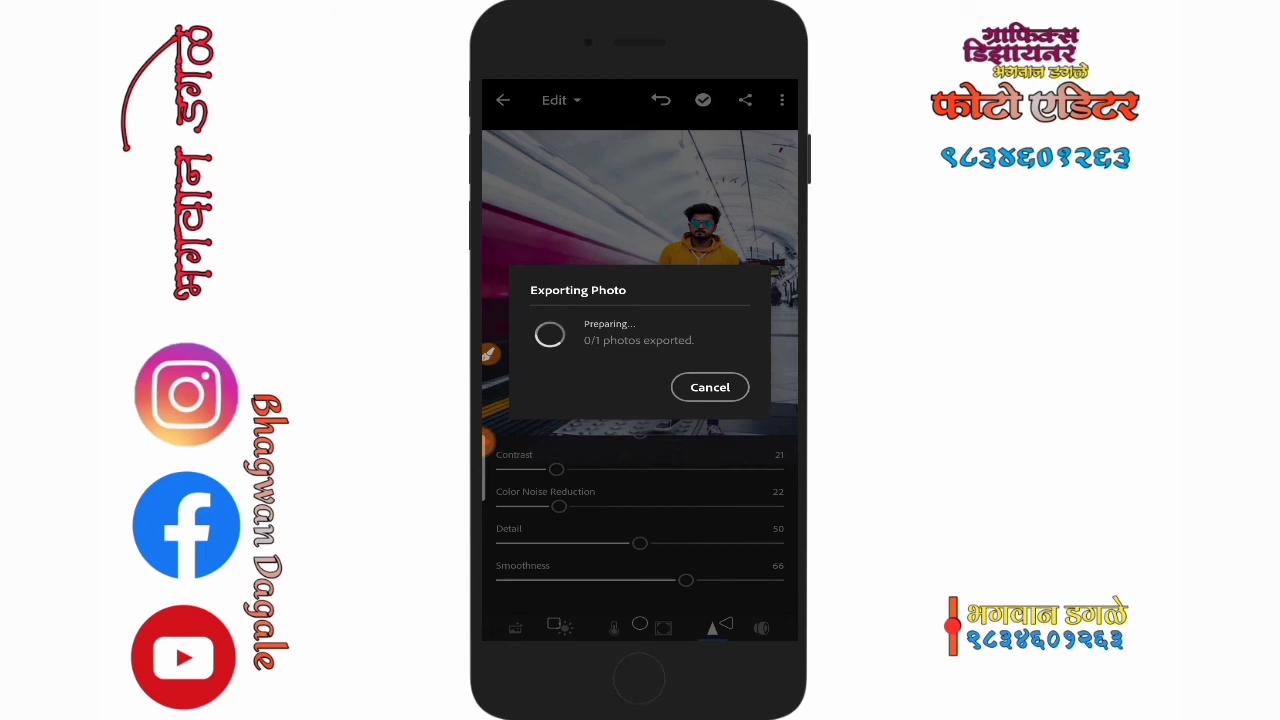 भगवान डगळे
Bhagwan Dagale
Edit
Exporting Photo
Preparing...
0/1 photos exported.
Cancel
Contrast 21
Color Noise Reduction 22
Detail 50
Smoothness 66
ग्राफिक्स
डिझायनर
भगवान डगळे
फोटो एडिटर
९८३४६०१२६३
भगवान डगळे
९८३४६०१२६३